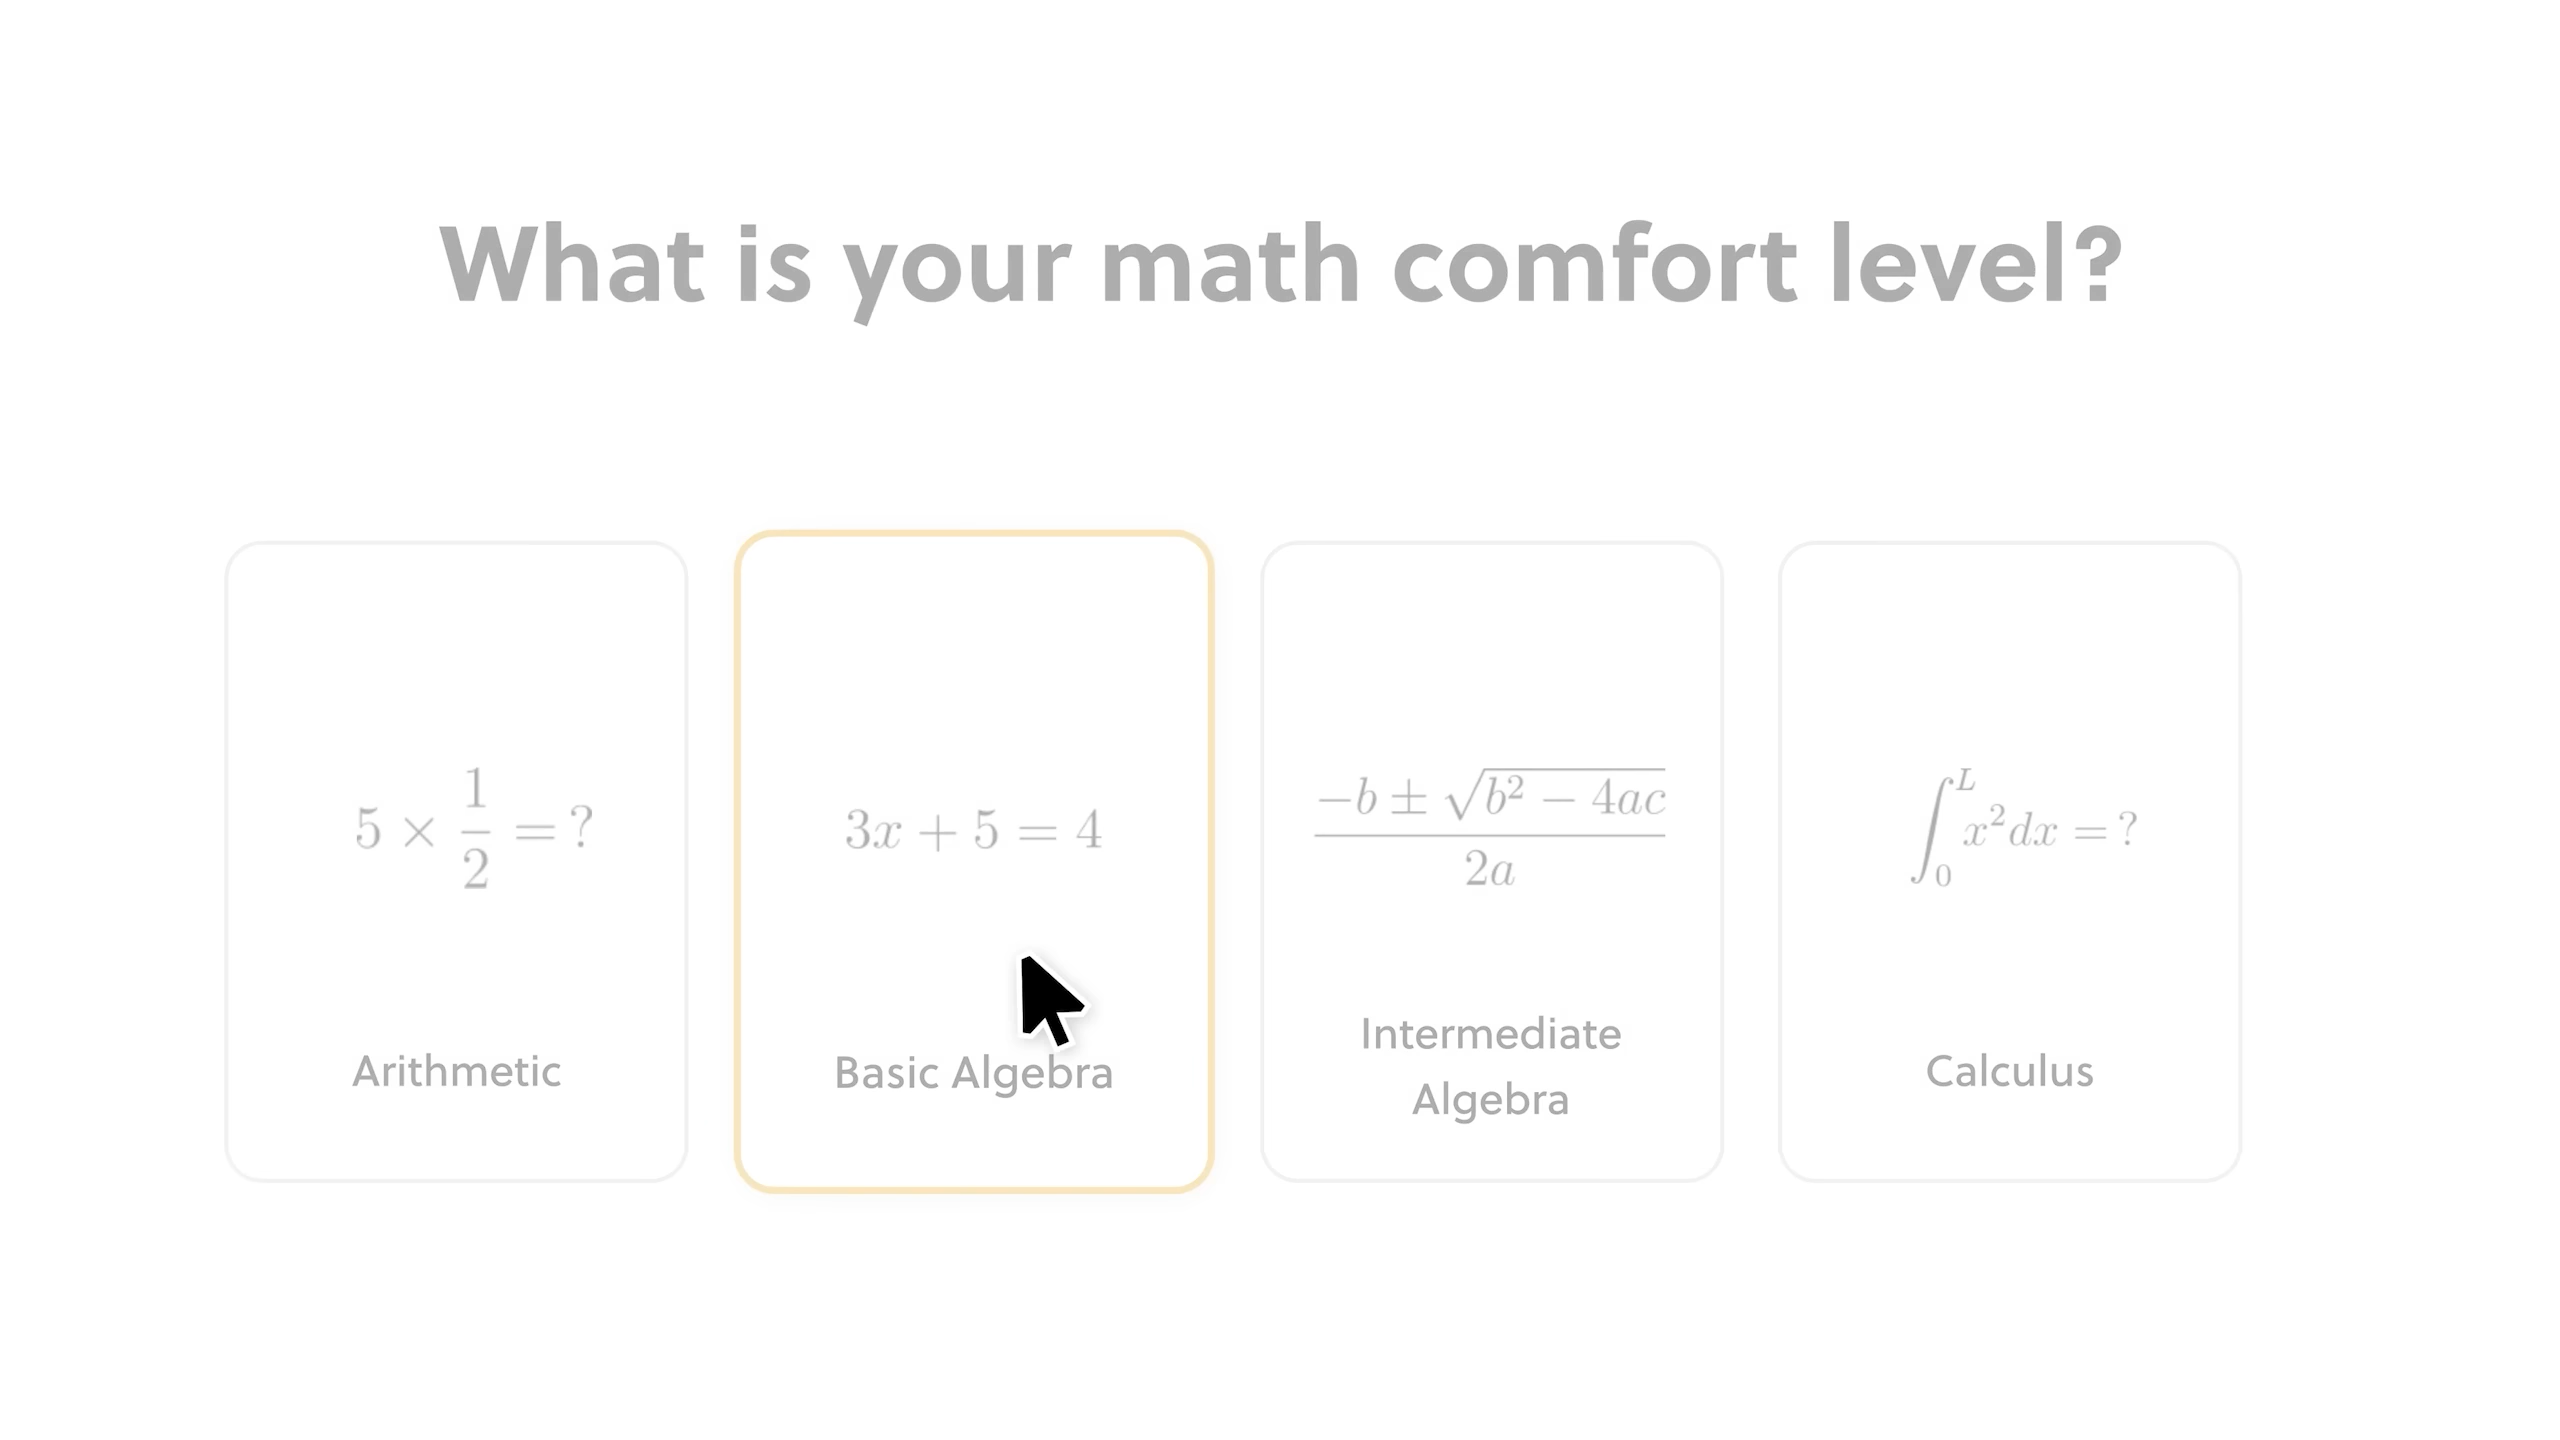 What is your math comfort level?
5 × 1/2 = ?
Arithmetic
3x + 5 = 4
Basic Algebra
(-b ± √(b² − 4ac))/(2a)
Intermediate
Algebra
∫₀ᴸ x²dx = ?
Calculus